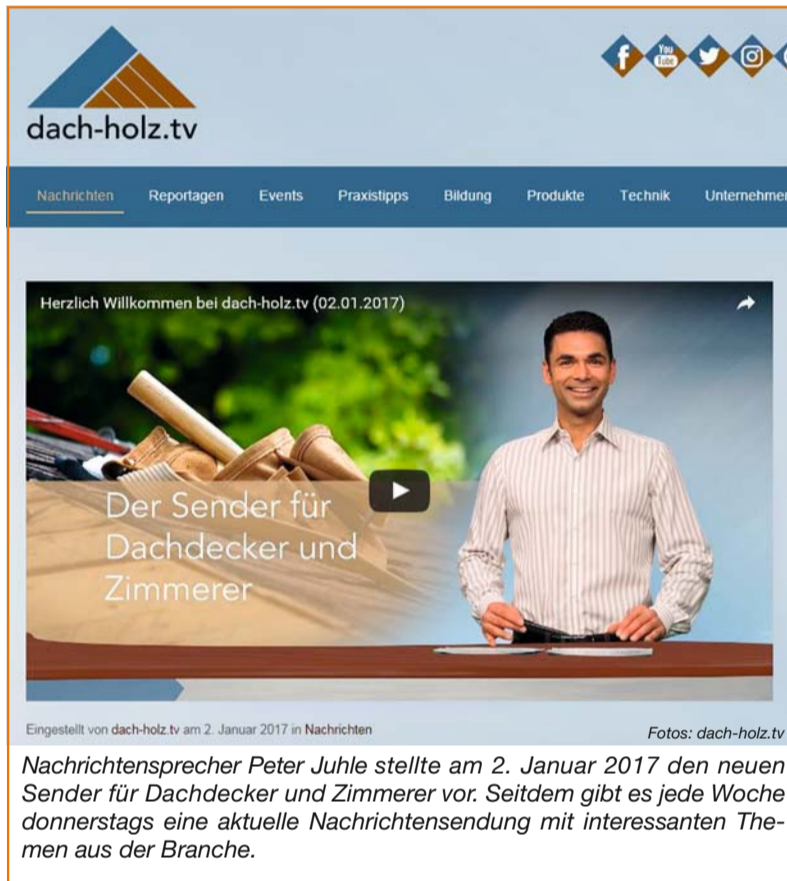 dach-holz.tv
You
Tube
Nachrichten Reportagen Events Praxistipps Bildung Produkte Technik Unternehmen
Herzlich Willkommen bei dach-holz.tv (02.01.2017)
Der Sender für
Dachdecker und
Zimmerer
Eingestellt von dach-holz.tv am 2. Januar 2017 in Nachrichten
Fotos: dach-holz.tv
Nachrichtensprecher Peter Juhle stellte am 2. Januar 2017 den neuen
Sender für Dachdecker und Zimmerer vor. Seitdem gibt es jede Woche
donnerstags eine aktuelle Nachrichtensendung mit interessanten The-
men aus der Branche.